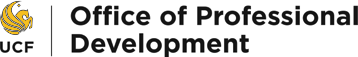 UCF
Office of Professional
Development